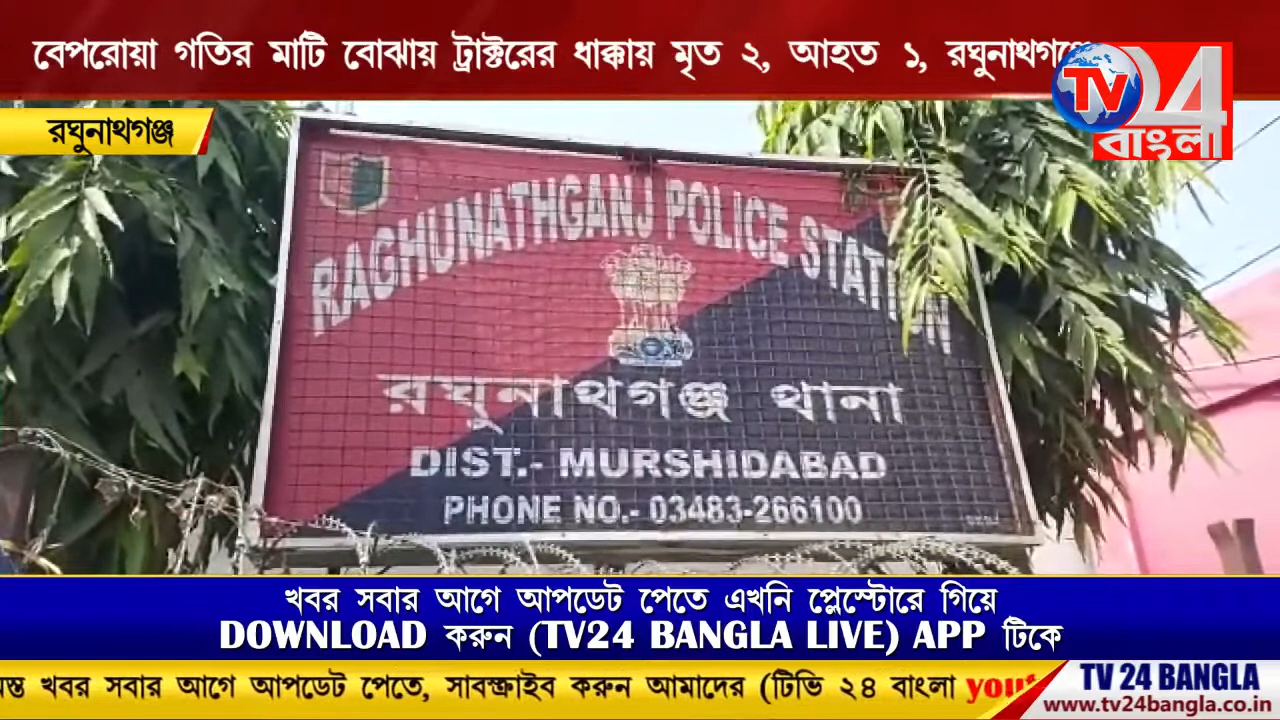 বেপরোয়া গতির মাটি বোঝায় ট্রাক্টরের ধাক্কায় মৃত ২, আহত ১,
TV 24
বাংলা
রঘুনাথগঞ্জ
RAGHUNATHGANJ POLICE STATION
রঘুনাথগঞ্জ থানা
DIST.- MURSHIDABAD
PHONE NO.- 03483-266100
খবর সবার আগে আপডেট পেতে এখনি প্লেস্টোরে গিয়ে
DOWNLOAD করুন (TV24 BANGLA LIVE) APP টিকে
খবর সবার আগে আপডেট পেতে, সাবস্ক্রাইব করুন আমাদের (টিভি ২৪ বাংলা
TV 24 BANGLA
www.tv24bangla.co.in